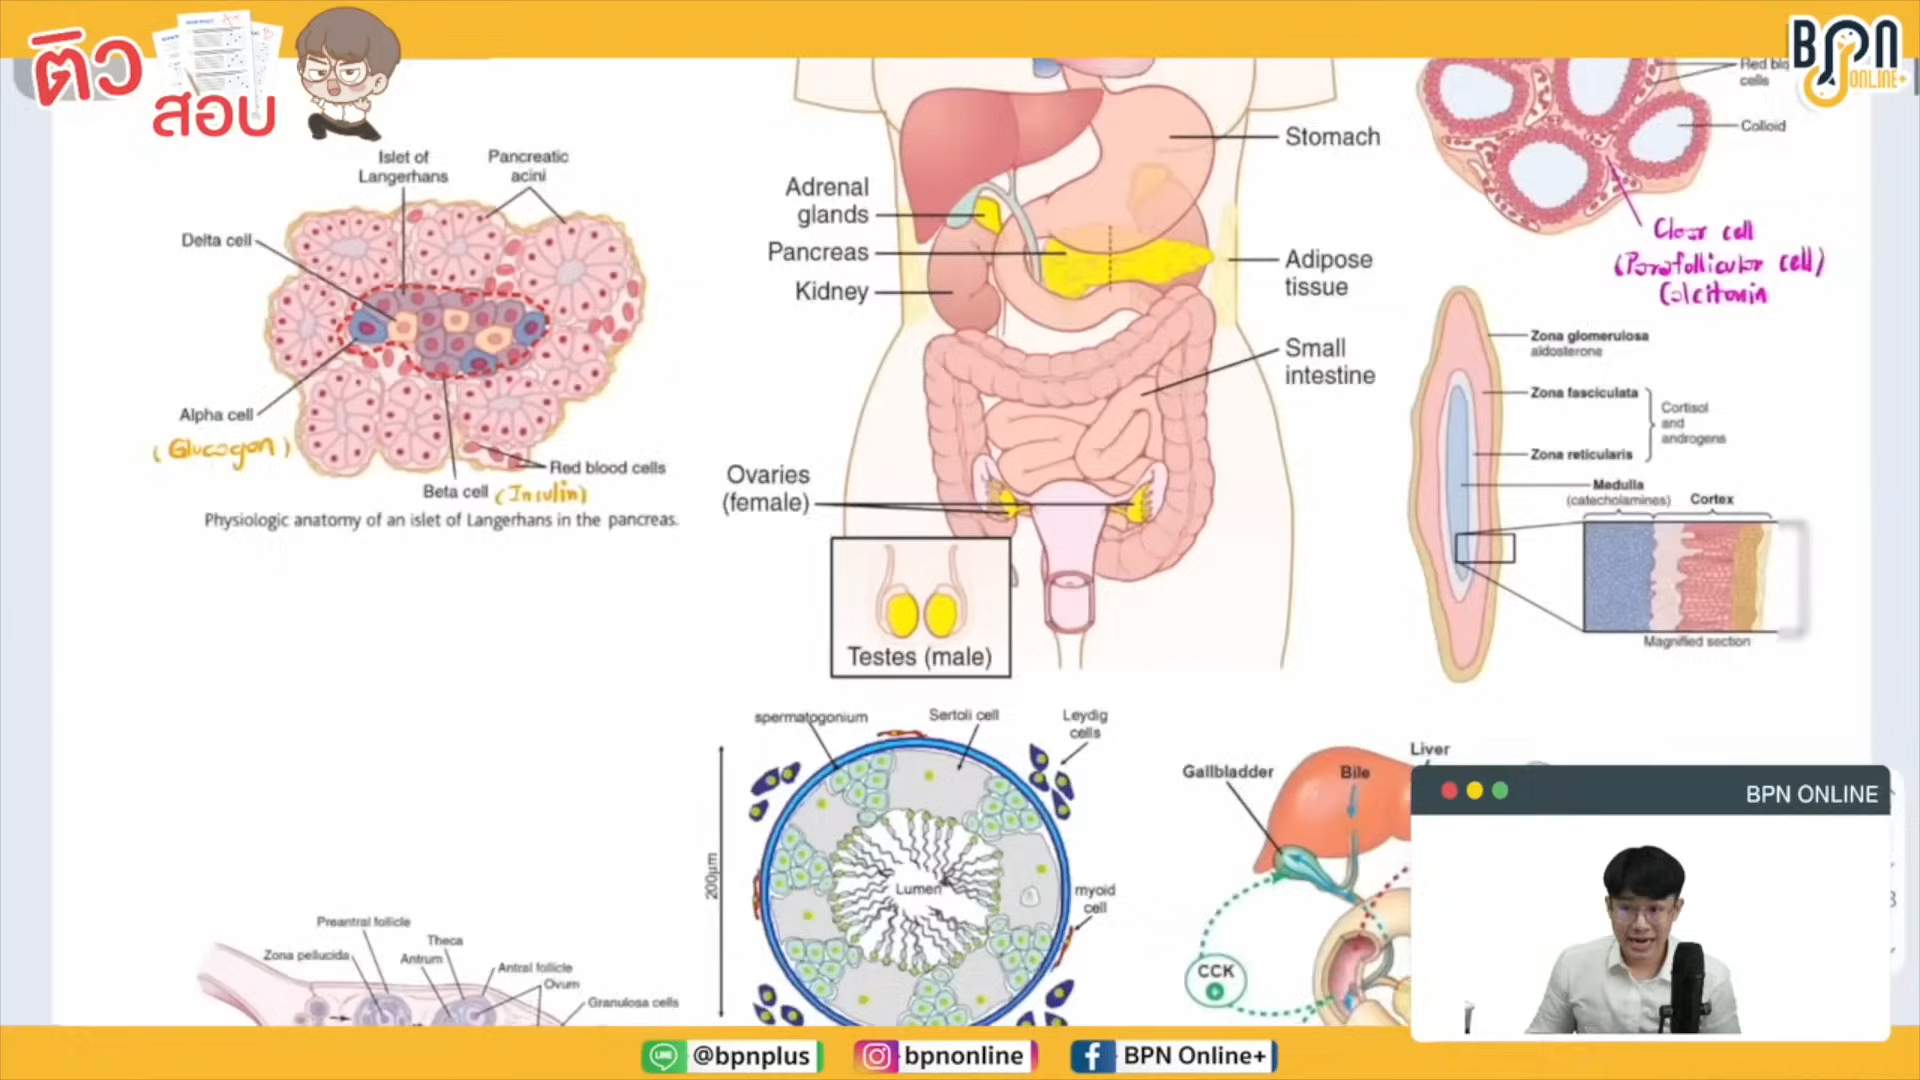 ติว
สอบ
BPN
ONLINE+
Islet of
Langerhans
Pancreatic
acini
Delta cell
Alpha cell
(Glucagon)
Red blood cells
Beta cell (Insulin)
Physiologic anatomy of an islet of Langerhans in the pancreas.
Stomach
Adrenal
glands
Pancreas
Kidney
Adipose
tissue
Small
intestine
Ovaries
(female)
Testes (male)
cells
Colloid
Clear cell
(Parafollicular cell)
Calcitonin
Zona glomerulosa
aldosterone
Zona fasciculata
Cortisol
and
androgens
Zona reticularis
Medulla
(catecholamines)
Cortex
Magnified section
spermatogonium
Sertoli cell
Leydig
cells
Lumen
200µm
myoid
cell
Preantral follicle
Zona pellucida
Theca
Antrum
Antral follicle
Ovum
Granulosa cells
Liver
Gallbladder
Bile
CCK
BPN ONLINE
LINE
@bpnplus
bpnonline
BPN Online+